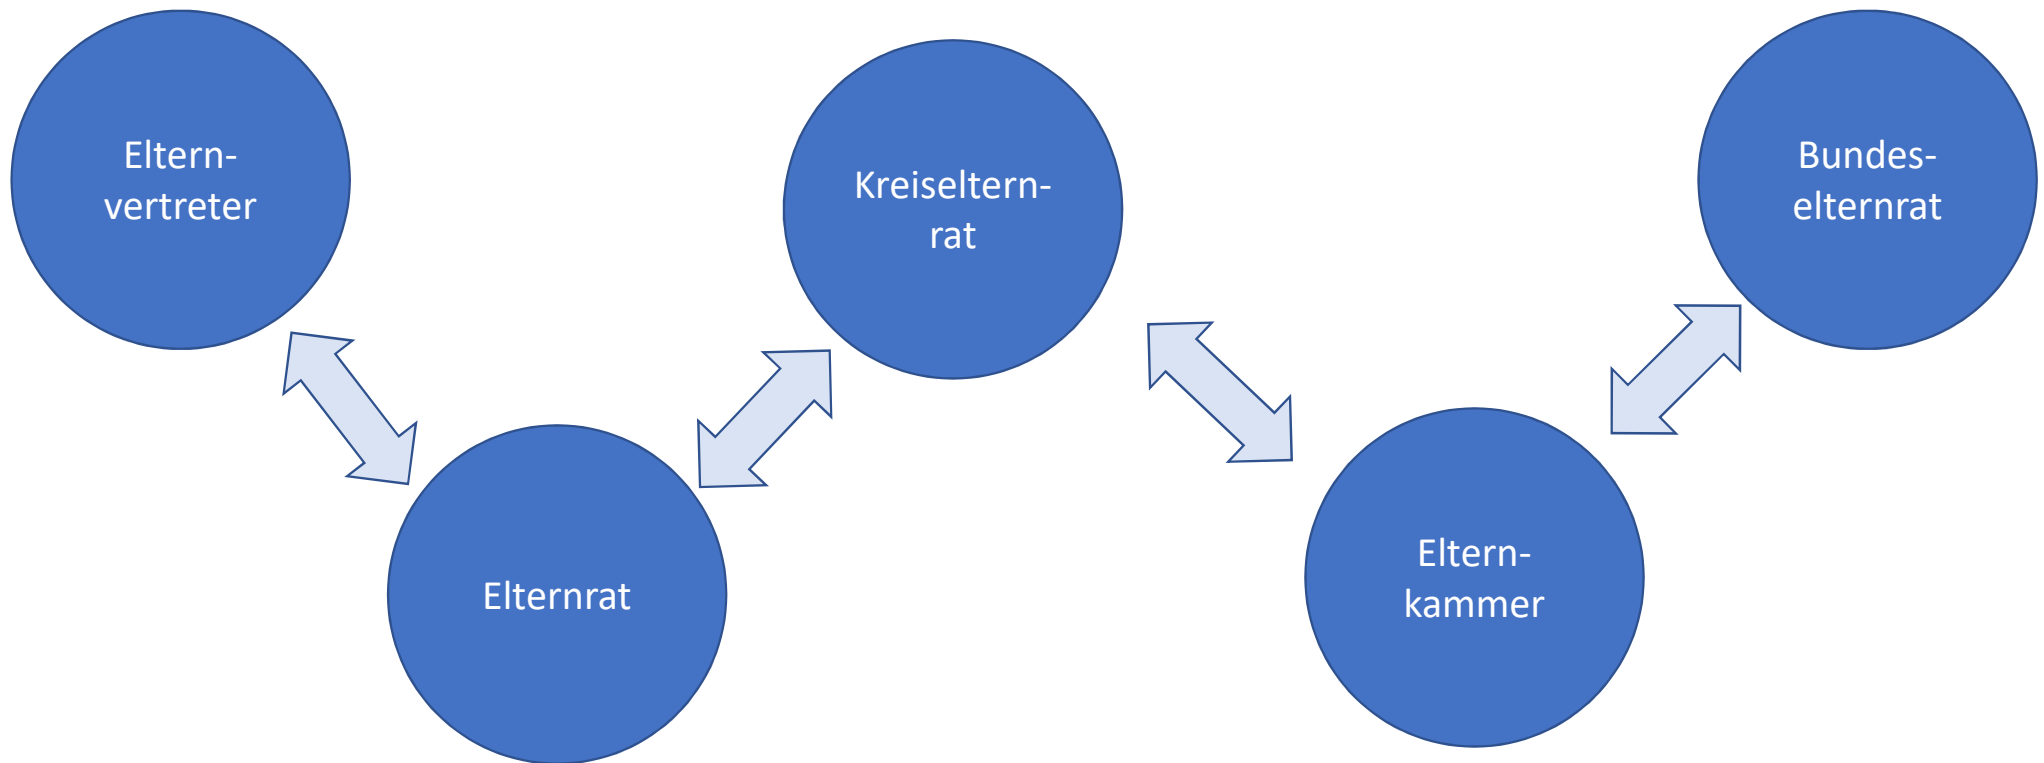 Eltern-
vertreter
Elternrat
Kreiseltern-
rat
Eltern-
kammer
Bundes-
elternrat